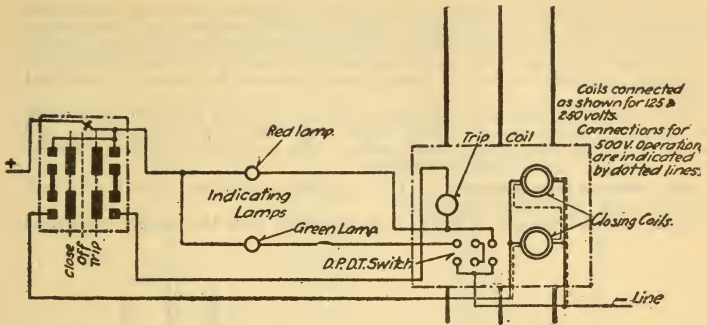 Coils connected
as shown for 125 &
250 volts.
Connections for
500 V. operation
are indicated
by dotted lines.
Red lamp.
Trip Coil
+
Indicating
Lamps
Green Lamp
Closing Coils.
D.P.D.T. Switch
Close
Off
Trip
Line